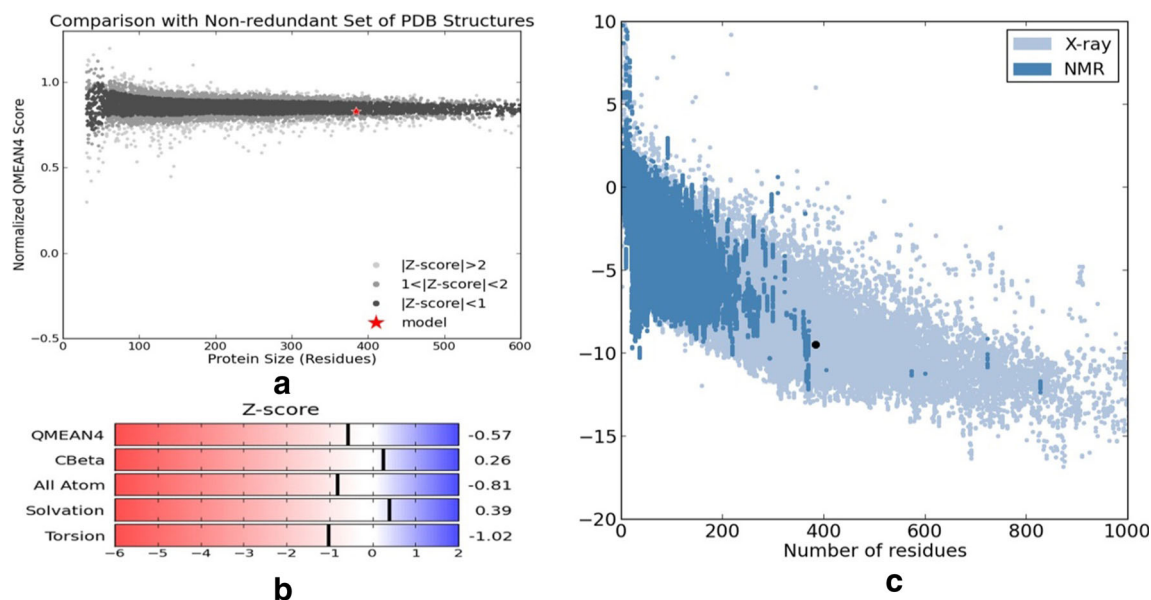 Comparison with Non-redundant Set of PDB Structures
Normalized QMEAN4 Score
1.0
0.5
0.0
−0.5
|Z-score|>2
1<|Z-score|<2
|Z-score|<1
model
0 100 200 300 400 500 600
Protein Size (Residues)
a
Z-score
QMEAN4 -0.57
CBeta 0.26
All Atom -0.81
Solvation 0.39
Torsion -1.02
−6 −5 −4 −3 −2 −1 0 1 2
b
10
5
0
−5
−10
−15
−20
X-ray
NMR
0 200 400 600 800 1000
Number of residues
c